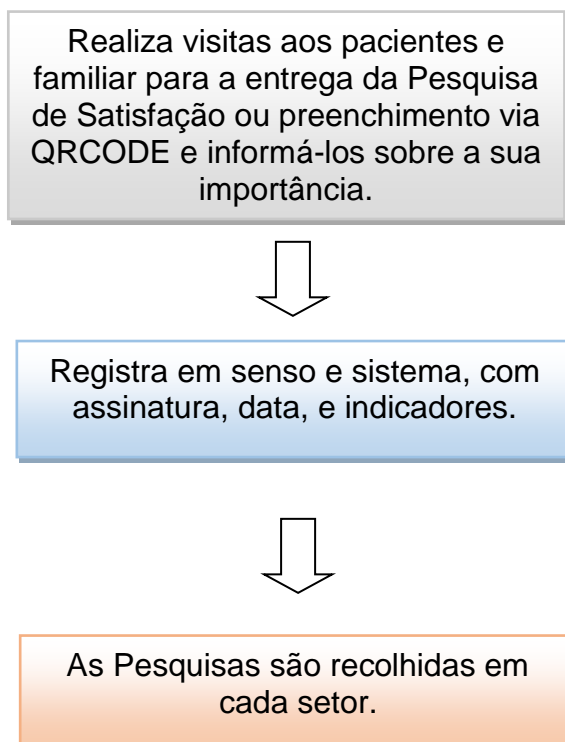 Realiza visitas aos pacientes e
familiar para a entrega da Pesquisa
de Satisfação ou preenchimento via
QRCODE e informá-los sobre a sua
importância.
Registra em senso e sistema, com
assinatura, data, e indicadores.
As Pesquisas são recolhidas em
cada setor.